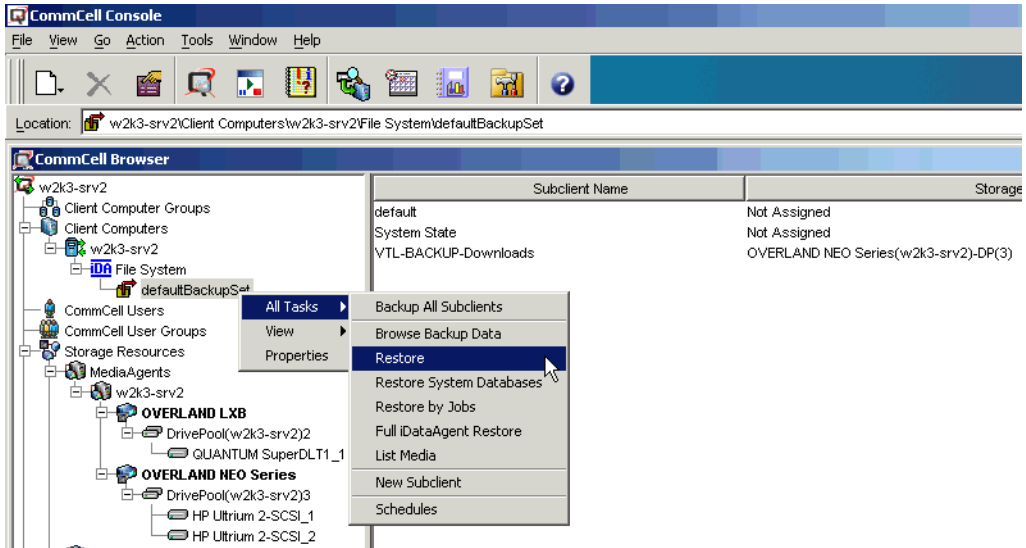 CommCell Console
File View Go Action Tools Window Help
Location: w2k3-srv2\Client Computers\w2k3-srv2\File System\defaultBackupSet
CommCell Browser
w2k3-srv2
Client Computer Groups
Client Computers
w2k3-srv2
iDA File System
defaultBackupSet
CommCell Users
CommCell User Groups
Storage Resources
MediaAgents
w2k3-srv2
OVERLAND LXB
DrivePool(w2k3-srv2)2
QUANTUM SuperDLT1_1
OVERLAND NEO Series
DrivePool(w2k3-srv2)3
HP Ultrium 2-SCSI_1
HP Ultrium 2-SCSI_2
Subclient Name Storage
default Not Assigned
System State Not Assigned
VTL-BACKUP-Downloads OVERLAND NEO Series(w2k3-srv2)-DP(3)
All Tasks
View
Properties
Backup All Subclients
Browse Backup Data
Restore
Restore System Databases
Restore by Jobs
Full iDataAgent Restore
List Media
New Subclient
Schedules